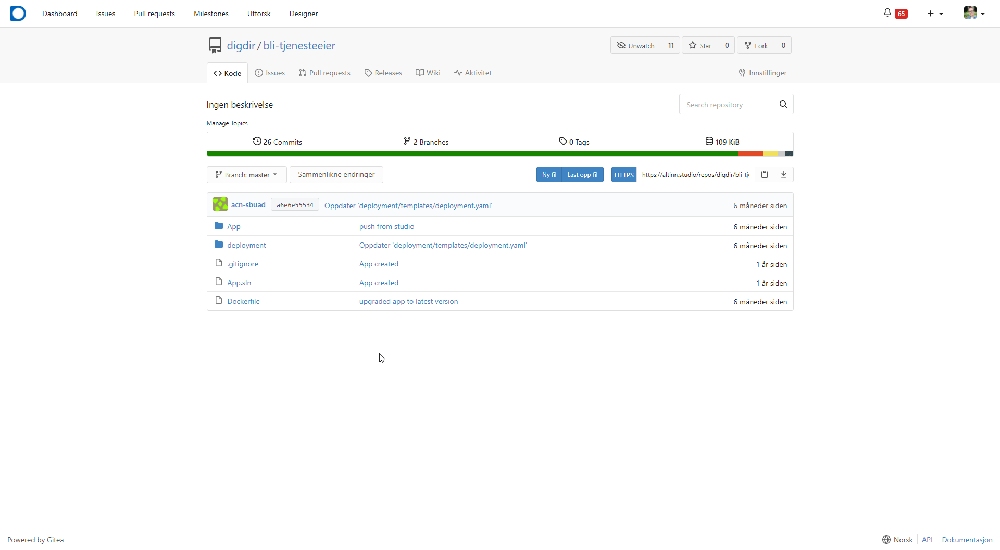 Dashboard Issues Pull requests Milestones Utforsk Designer 65
digdir / bli-tjenesteeier Unwatch 11 Star 0 Fork 0
Kode Issues Pull requests Releases Wiki Aktivitet Innstillinger
Ingen beskrivelse Search repository
Manage Topics
26 Commits 2 Branches 0 Tags 109 KiB
Branch: master Sammenlikne endringer Ny fil Last opp fil HTTPS https://altinn.studio/repos/digdir/bli-tj
acn-sbuad a6e6e55534 Oppdater 'deployment/templates/deployment.yaml' 6 måneder siden
App push from studio 6 måneder siden
deployment Oppdater 'deployment/templates/deployment.yaml' 6 måneder siden
.gitignore App created 1 år siden
App.sln App created 1 år siden
Dockerfile upgraded app to latest version 6 måneder siden
Powered by Gitea Norsk API Dokumentasjon